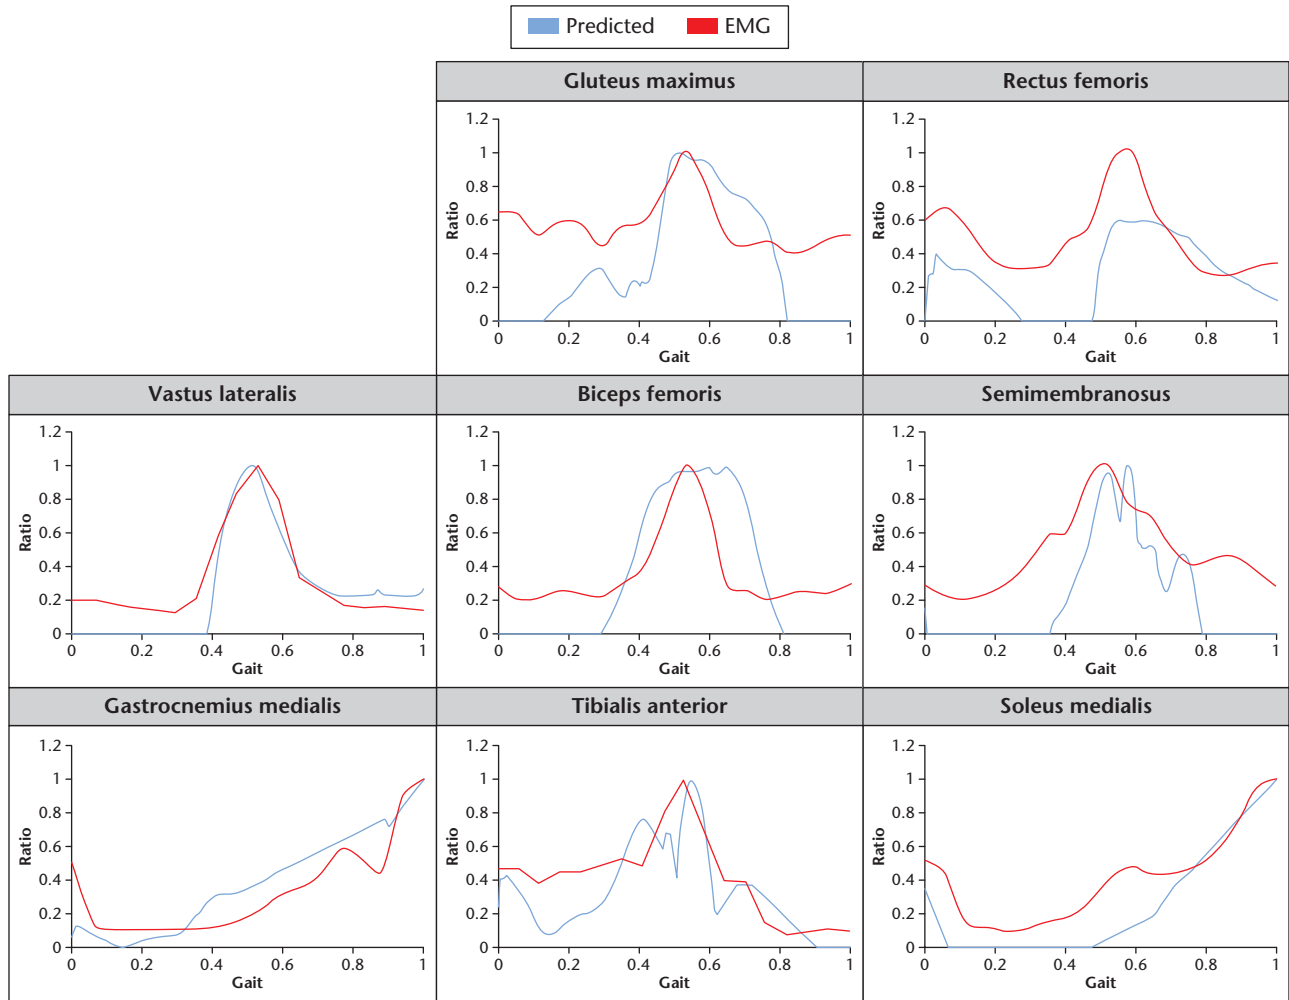 Predicted EMG
Gluteus maximus Rectus femoris
1.2 1.2
1 1
0.8 0.8
0.6 0.6
0.4 0.4
0.2 0.2
0 0
Ratio Ratio
0 0.2 0.4 0.6 0.8 1 0 0.2 0.4 0.6 0.8 1
Gait Gait
Vastus lateralis Biceps femoris Semimembranosus
1.2 1.2 1.2
1 1 1
0.8 0.8 0.8
0.6 0.6 0.6
0.4 0.4 0.4
0.2 0.2 0.2
0 0 0
Ratio Ratio Ratio
0 0.2 0.4 0.6 0.8 1 0 0.2 0.4 0.6 0.8 1 0 0.2 0.4 0.6 0.8 1
Gait Gait Gait
Gastrocnemius medialis Tibialis anterior Soleus medialis
1.2 1.2 1.2
1 1 1
0.8 0.8 0.8
0.6 0.6 0.6
0.4 0.4 0.4
0.2 0.2 0.2
0 0 0
Ratio Ratio Ratio
0 0.2 0.4 0.6 0.8 1 0 0.2 0.4 0.6 0.8 1 0 0.2 0.4 0.6 0.8 1
Gait Gait Gait